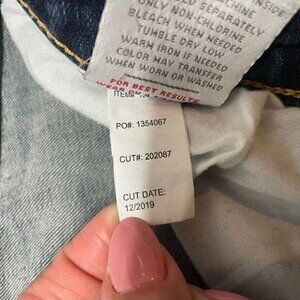 INSIDE
SEPARATELY
ONLY NON-CHLORINE
BLEACH WHEN NEEDED
TUMBLE DRY LOW
WARM IRON IF NEEDED
COLOR MAY TRANSFER
WHEN WORN OR WASHED
FOR BEST RESULTS
PO#: 1354067
CUT#: 202087
CUT DATE:
12/2019